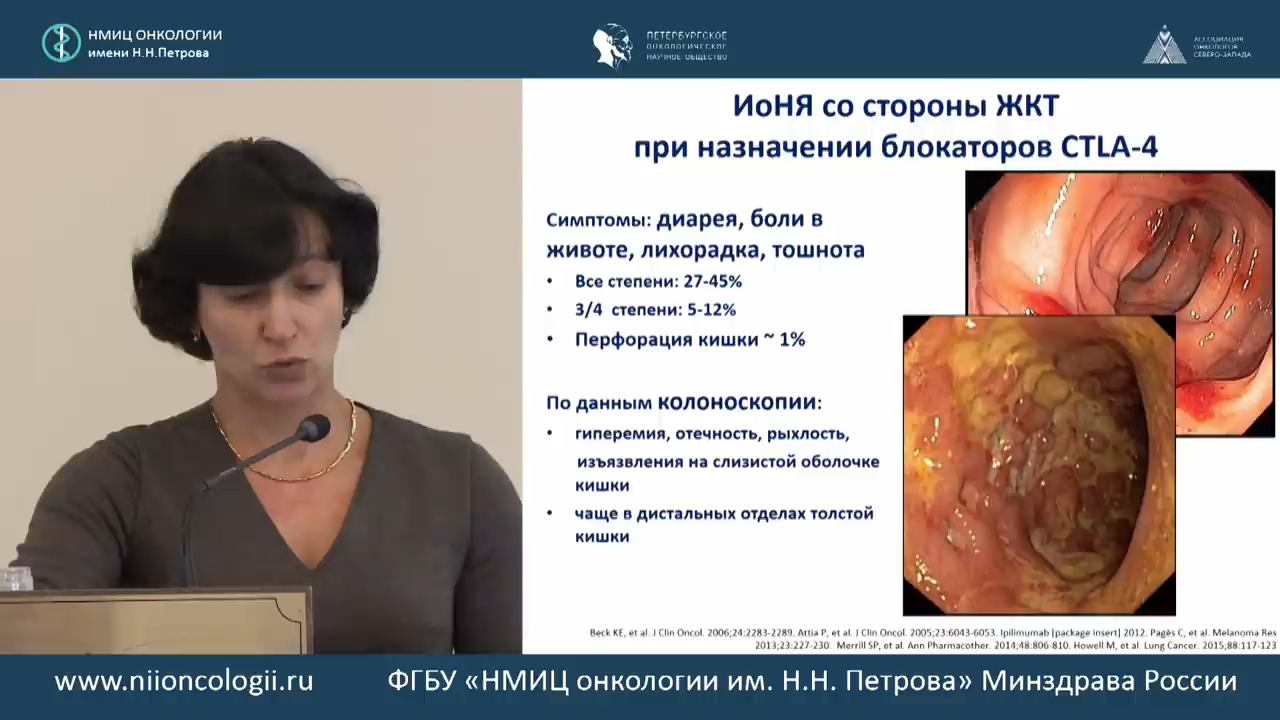 НМИЦ ОНКОЛОГИИ
имени Н.Н.Петрова
ПЕТЕРБУРГСКОЕ
ОНКОЛОГИЧЕСКОЕ
НАУЧНОЕ ОБЩЕСТВО
АССОЦИАЦИЯ
ОНКОЛОГОВ
СЕВЕРО-ЗАПАДА
ИоНЯ со стороны ЖКТ
при назначении блокаторов CTLA-4
Симптомы: диарея, боли в
животе, лихорадка, тошнота
• Все степени: 27-45%
• 3/4 степени: 5-12%
• Перфорация кишки ~ 1%
По данным колоноскопии:
• гиперемия, отечность, рыхлость,
изъязвления на слизистой оболочке
кишки
• чаще в дистальных отделах толстой
кишки
Beck KE, et al. J Clin Oncol. 2006;24:2283-2289. Attia P, et al. J Clin Oncol. 2005;23:6043-6053. Ipilimumab [package insert] 2012. Pagès C, et al. Melanoma Res
2013;23:227-230. Merrill SP, et al. Ann Pharmacother. 2014;48:806-810. Howell M, et al. Lung Cancer. 2015;88:117-123
www.niioncologii.ru
ФГБУ «НМИЦ онкологии им. Н.Н. Петрова» Минздрава России